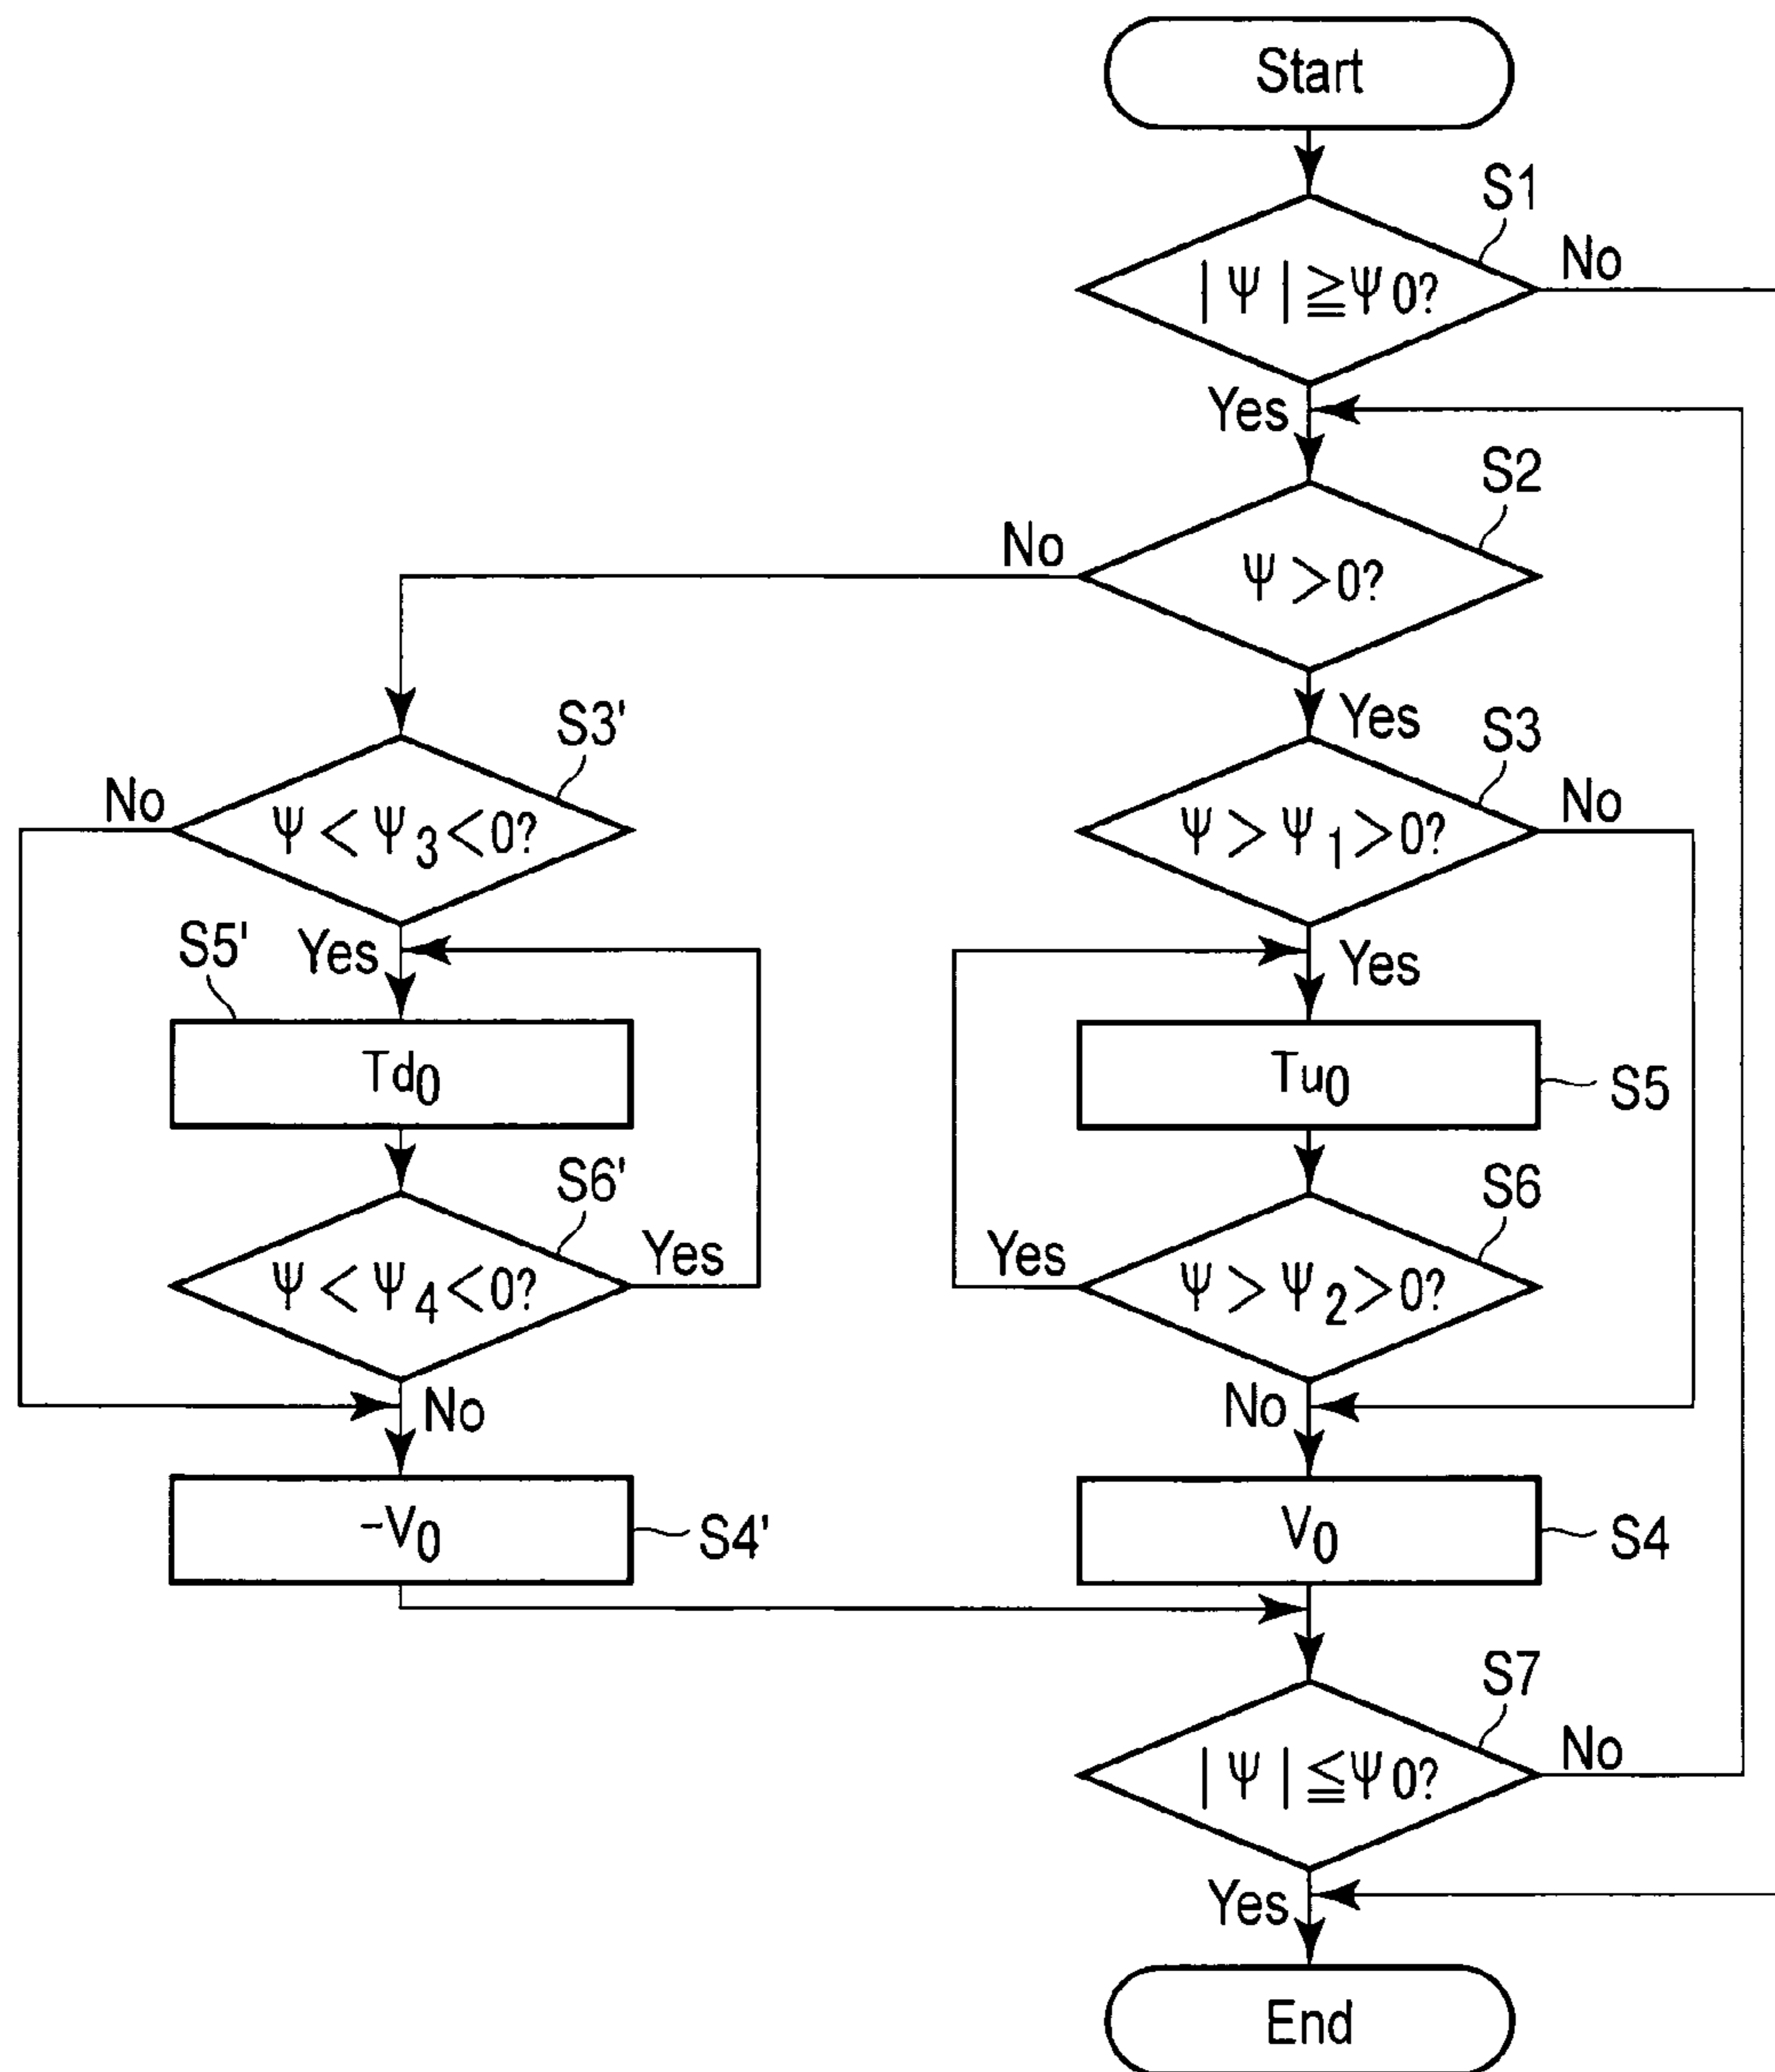 Start
S1
|Ψ|≧Ψ0?
No
Yes
S2
Ψ>0?
No
Yes
S3'
Ψ<Ψ3<0?
No
Yes
S3
Ψ>Ψ1>0?
No
Yes
S5'
Td0
Tu0
S5
S6'
Ψ<Ψ4<0?
Yes
No
S6
Ψ>Ψ2>0?
Yes
No
-V0
S4'
V0
S4
S7
|Ψ|≦Ψ0?
No
Yes
End